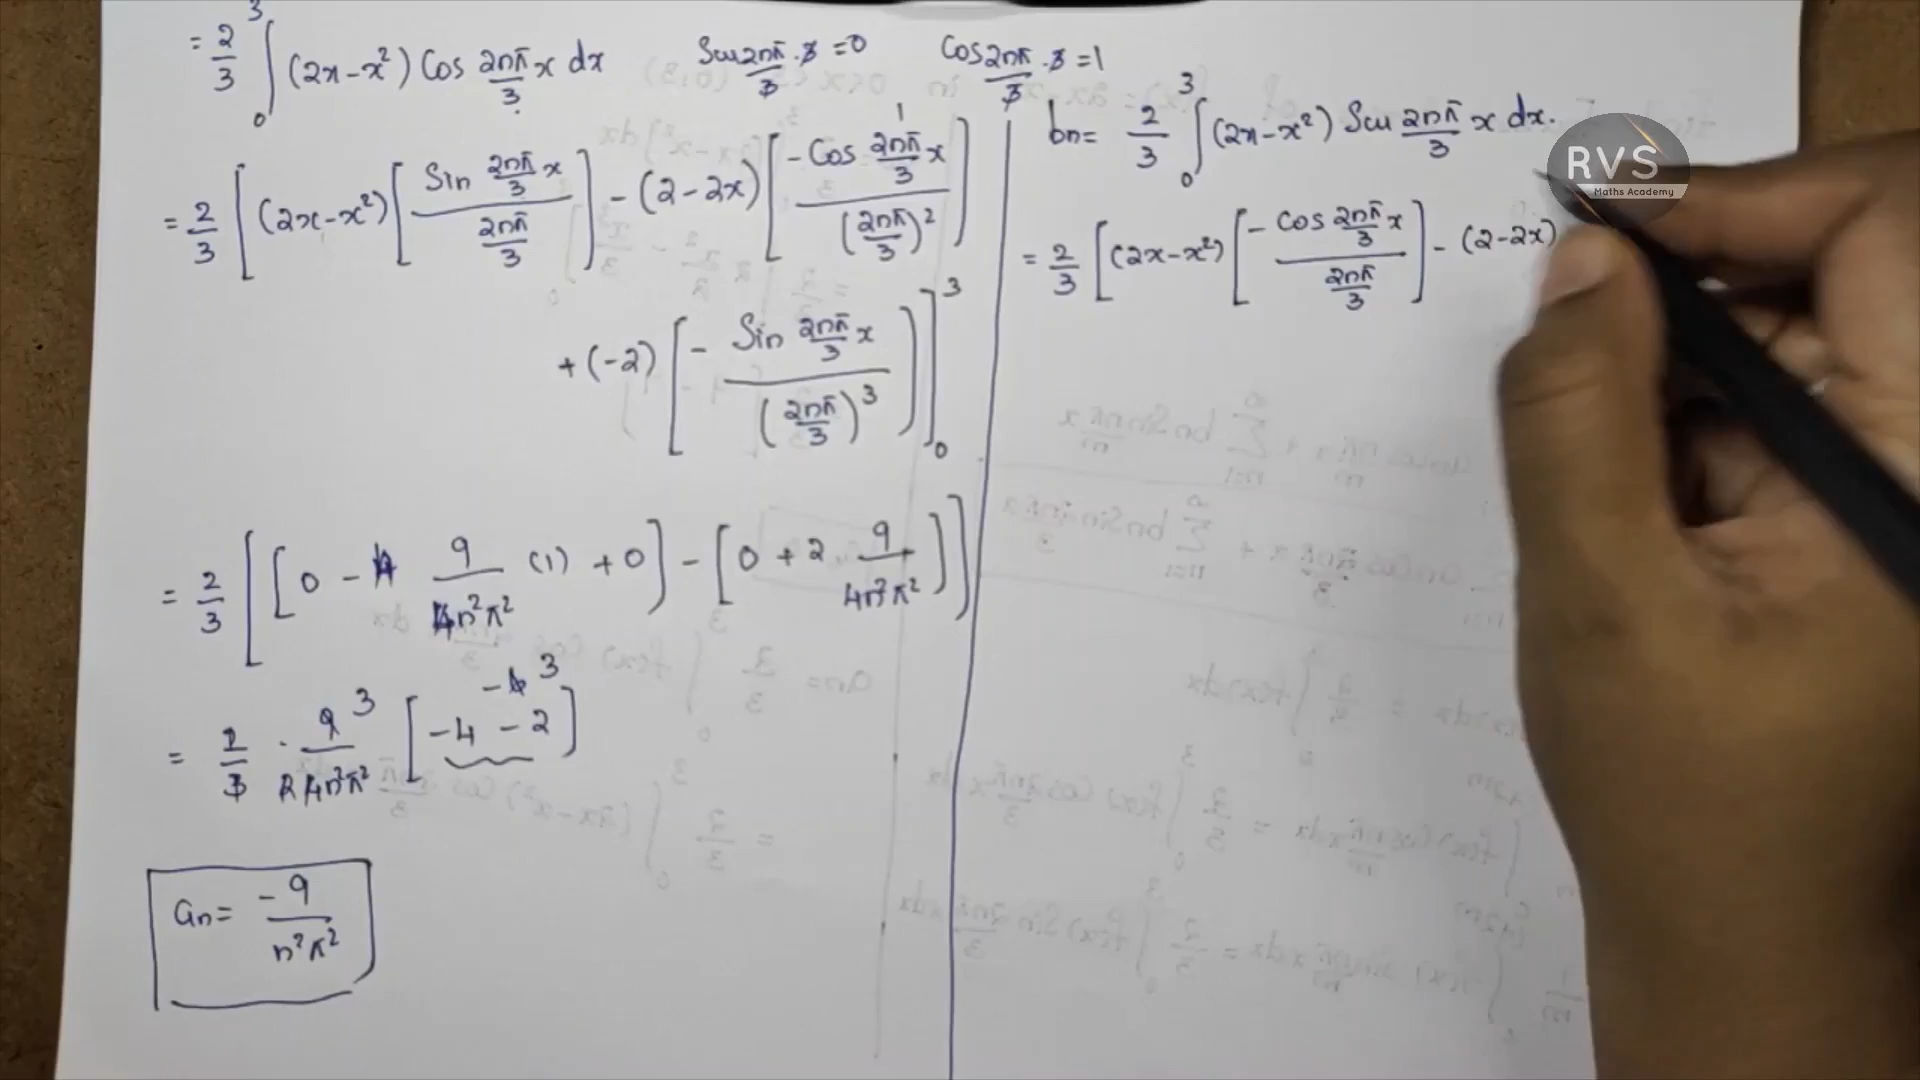 = 2/3 ∫₀³ (2x-x²) Cos 2nπ/3 x dx
Sin 2nπ/3 · 3 = 0
Cos 2nπ/3 · 3 = 1
= 2/3 [(2x-x²) [Sin 2nπ/3 x / 2nπ/3] - (2-2x) [-Cos 2nπ/3 x / (2nπ/3)²]
+ (-2) [- Sin 2nπ/3 x / (2nπ/3)³]]₀³
= 2/3 [[0 - 4 9/4n²π² (1) + 0] - [0 + 2 9/4n²π²]]
= 2/3 · 9/4n²π² [-4 - 2]
an = -9/n²π²
bn = 2/3 ∫₀³ (2x-x²) Sin 2nπ/3 x dx.
= 2/3 [(2x-x²) [-Cos 2nπ/3 x / 2nπ/3] - (2-2x)
RVS
Maths Academy